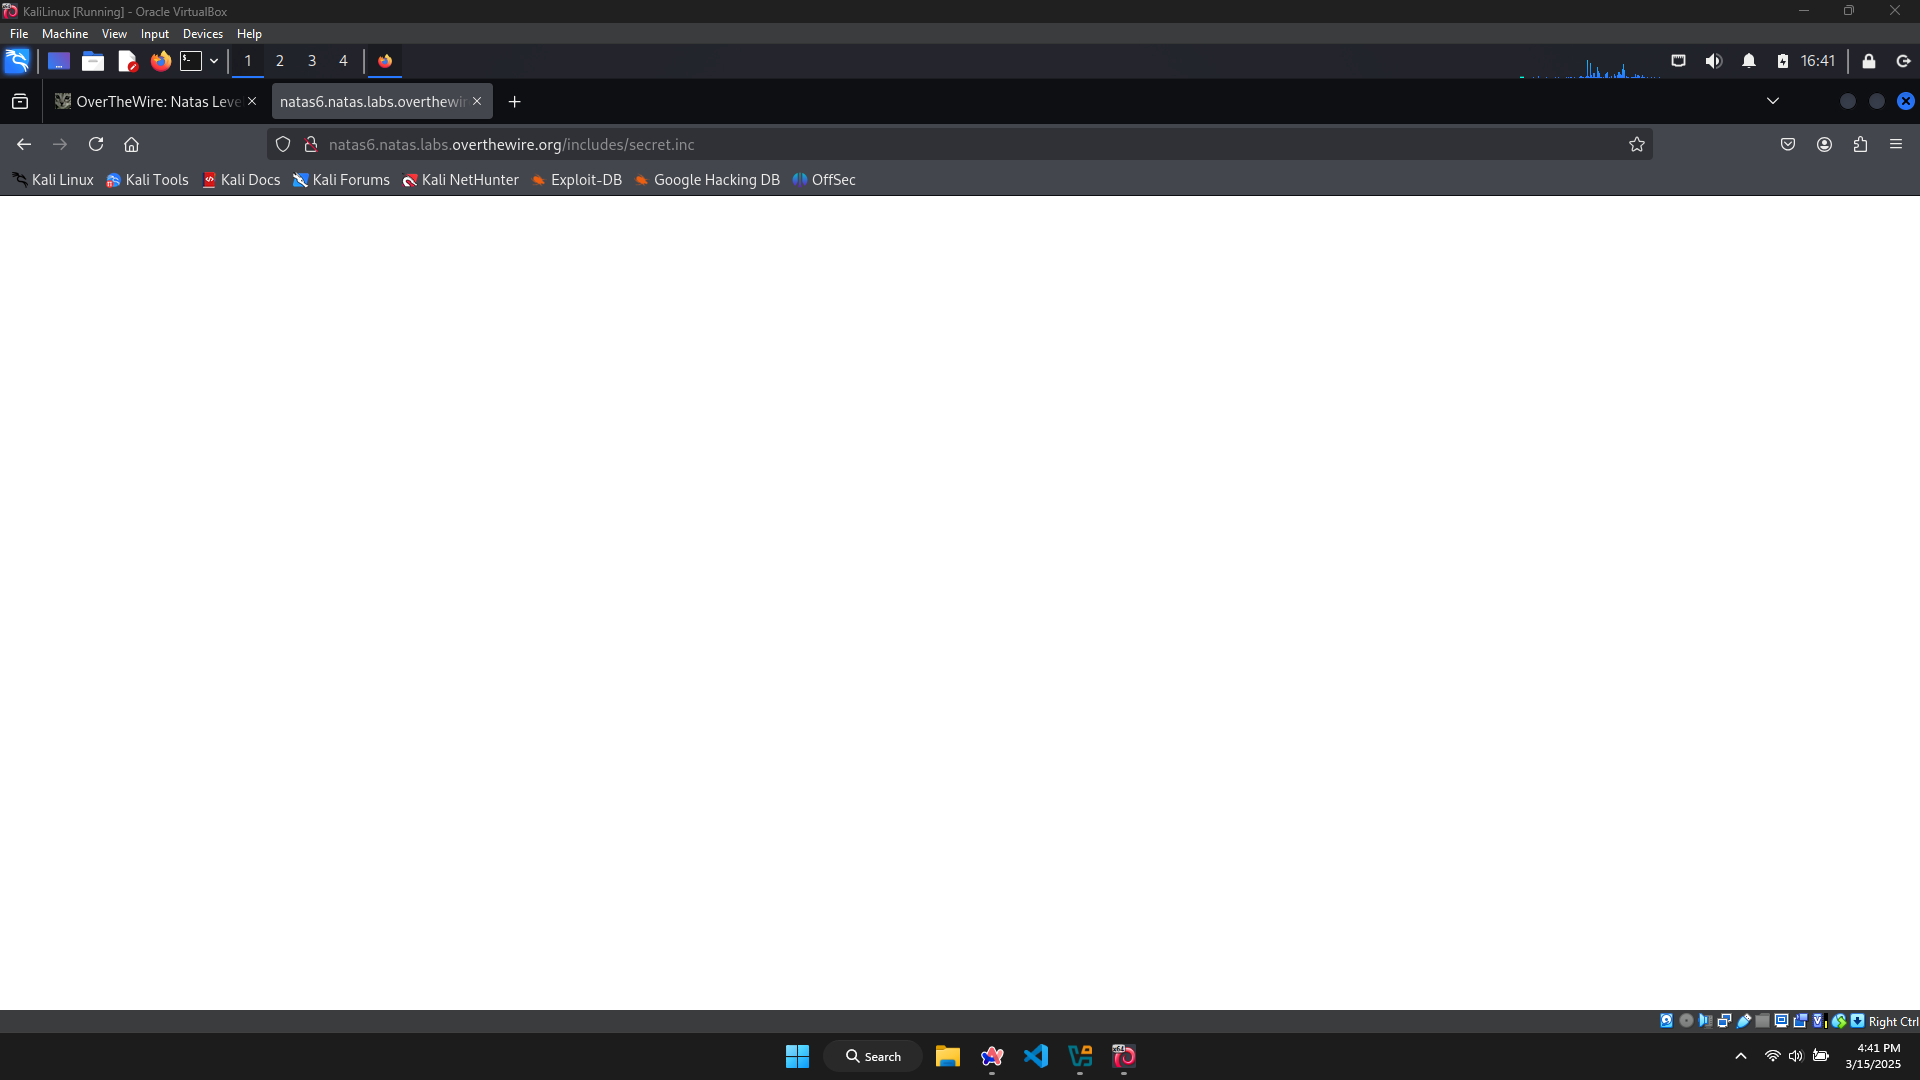 KaliLinux [Running] - Oracle VirtualBox
File Machine View Input Devices Help
1 2 3 4 16:41
OverTheWire: Natas Leve natas6.natas.labs.overthewir
natas6.natas.labs.overthewire.org/includes/secret.inc
Kali Linux Kali Tools Kali Docs Kali Forums Kali NetHunter Exploit-DB Google Hacking DB OffSec
Right Ctrl
Search
4:41 PM
3/15/2025